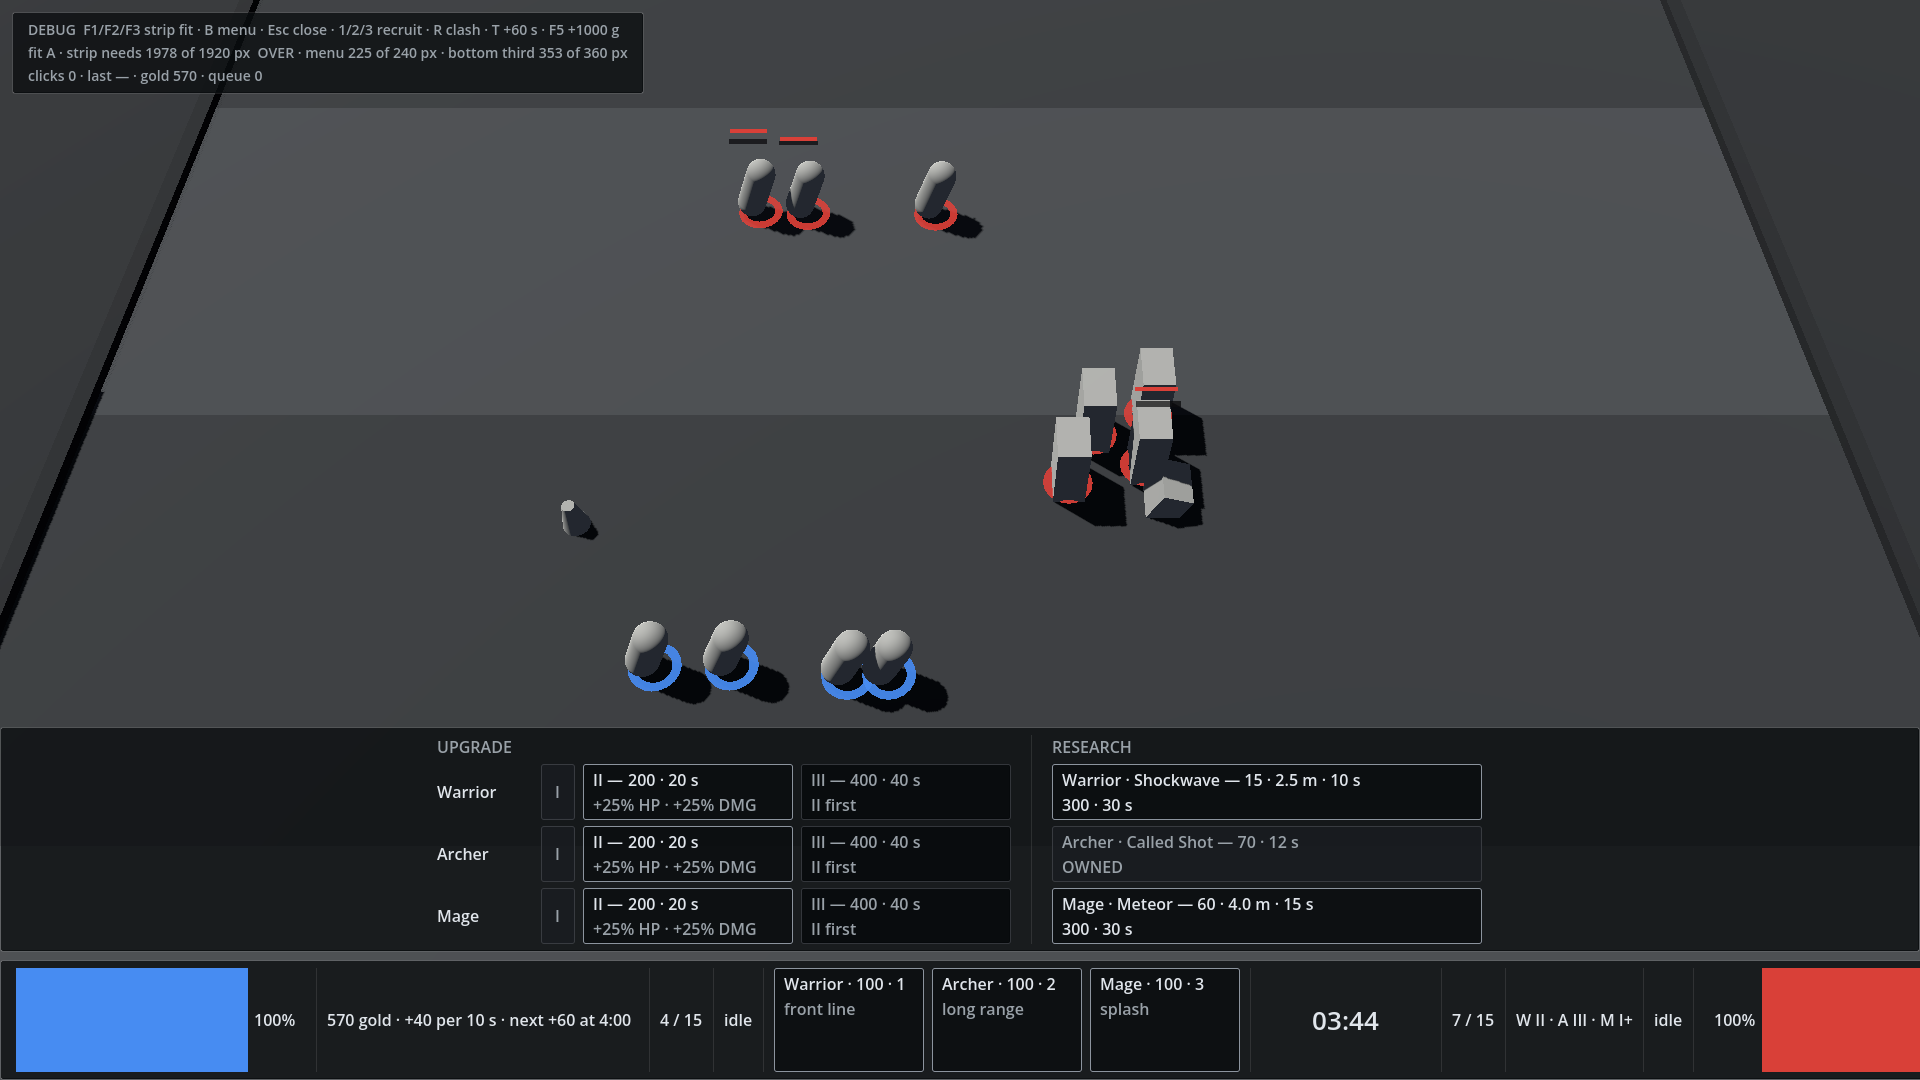 DEBUG F1/F2/F3 strip fit · B menu · Esc close · 1/2/3 recruit · R clash · T +60 s · F5 +1000 g
fit A · strip needs 1978 of 1920 px OVER · menu 225 of 240 px · bottom third 353 of 360 px
clicks 0 · last — · gold 570 · queue 0
UPGRADE
Warrior
I
II — 200 · 20 s
+25% HP · +25% DMG
III — 400 · 40 s
II first
Archer
I
II — 200 · 20 s
+25% HP · +25% DMG
III — 400 · 40 s
II first
Mage
I
II — 200 · 20 s
+25% HP · +25% DMG
III — 400 · 40 s
II first
RESEARCH
Warrior · Shockwave — 15 · 2.5 m · 10 s
300 · 30 s
Archer · Called Shot — 70 · 12 s
OWNED
Mage · Meteor — 60 · 4.0 m · 15 s
300 · 30 s
100%
570 gold · +40 per 10 s · next +60 at 4:00
4 / 15
idle
Warrior · 100 · 1
front line
Archer · 100 · 2
long range
Mage · 100 · 3
splash
03:44
7 / 15
W II · A III · M I+
idle
100%